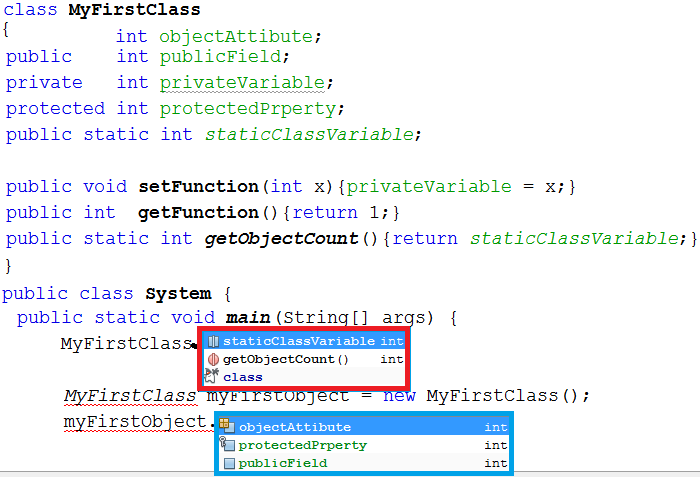 class MyFirstClass
{
int objectAttibute;
public int publicField;
private int privateVariable;
protected int protectedPrperty;
public static int staticClassVariable;
public void setFunction(int x){privateVariable = x;}
public int getFunction(){return 1;}
public static int getObjectCount(){return staticClassVariable;}
}
public class System {
public static void main(String[] args) {
MyFirstClass.
staticClassVariable int
getObjectCount() int
class
MyFirstClass myFirstObject = new MyFirstClass();
myFirstObject.
objectAttibute int
protectedPrperty int
publicField int